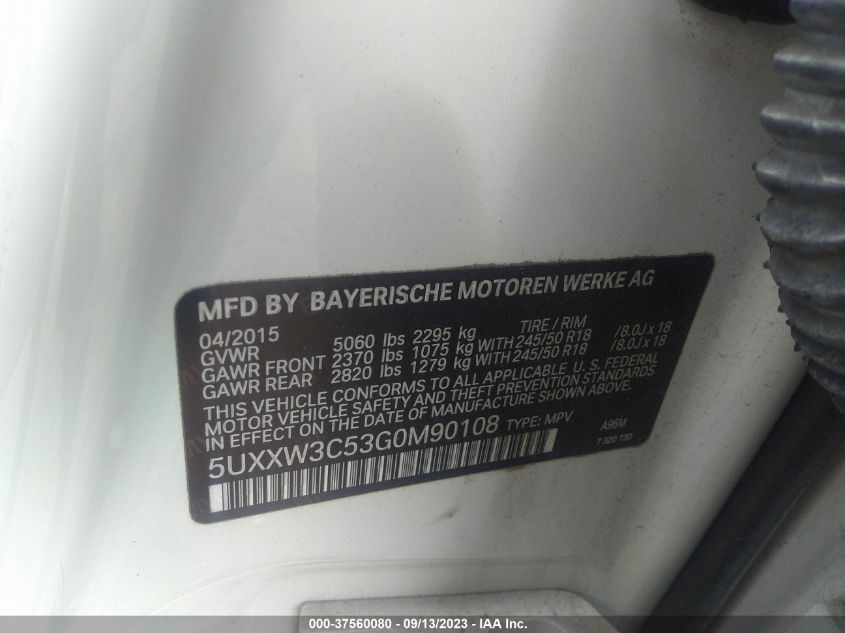 MFD BY BAYERISCHE MOTOREN WERKE AG
04/2015 TIRE / RIM
GVWR 5060 lbs 2295 kg
GAWR FRONT 2370 lbs 1075 kg WITH 245/50 R18 /8.0J x 18
GAWR REAR 2820 lbs 1279 kg WITH 245/50 R18 /8.0J x 18
THIS VEHICLE CONFORMS TO ALL APPLICABLE U.S. FEDERAL
MOTOR VEHICLE SAFETY AND THEFT PREVENTION STANDARDS
IN EFFECT ON THE DATE OF MANUFACTURE SHOWN ABOVE.
5UXXW3C53G0M90108 TYPE: MPV A96M
7 320 730
000-37560080 - 09/13/2023 - IAA Inc.